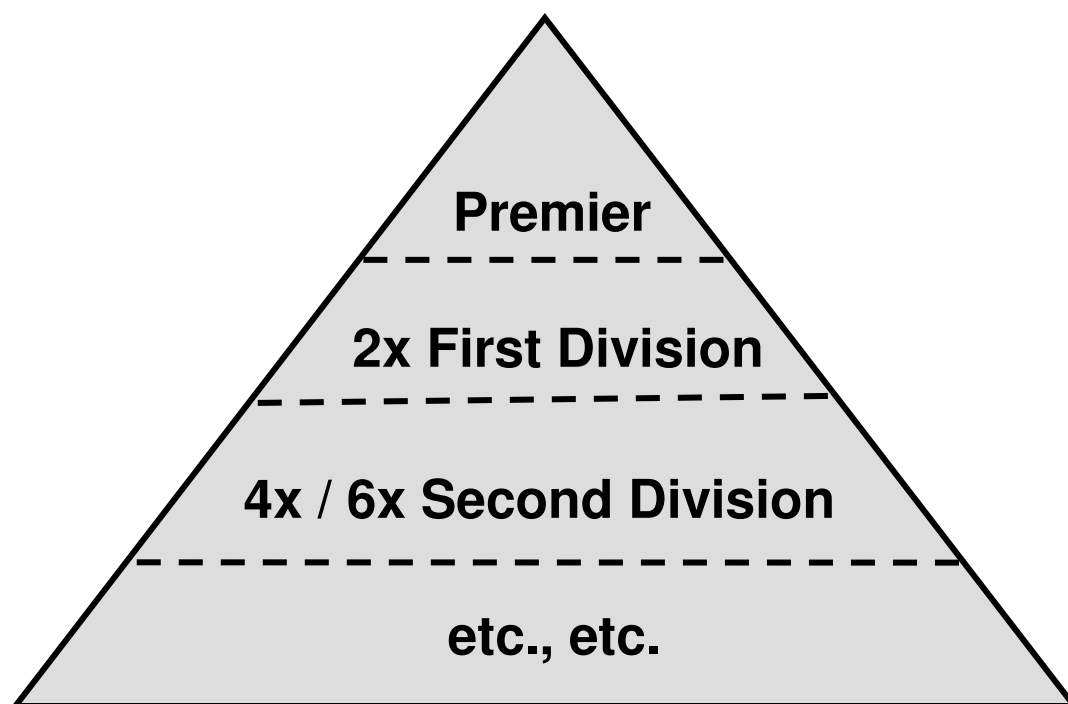 Premier
2x First Division
4x / 6x Second Division
etc., etc.